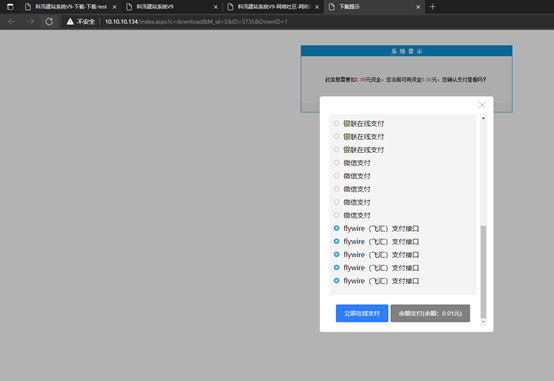 科汛建站系统V9-下载-下载-test
科汛建站系统V9
科汛建站系统V9-网络社区-网络
下载提示
不安全 10.10.10.134/index.aspx?c=download&M_id=3&ID=3735&DownID=1
系 统 提 示
此信息需要扣2.00元资金，您当前可用资金0.01元，您确认支付查看吗？
银联在线支付
银联在线支付
银联在线支付
微信支付
微信支付
微信支付
微信支付
微信支付
flywire（飞汇）支付接口
flywire（飞汇）支付接口
flywire（飞汇）支付接口
flywire（飞汇）支付接口
flywire（飞汇）支付接口
立即在线支付
余额支付(余额：0.01元)